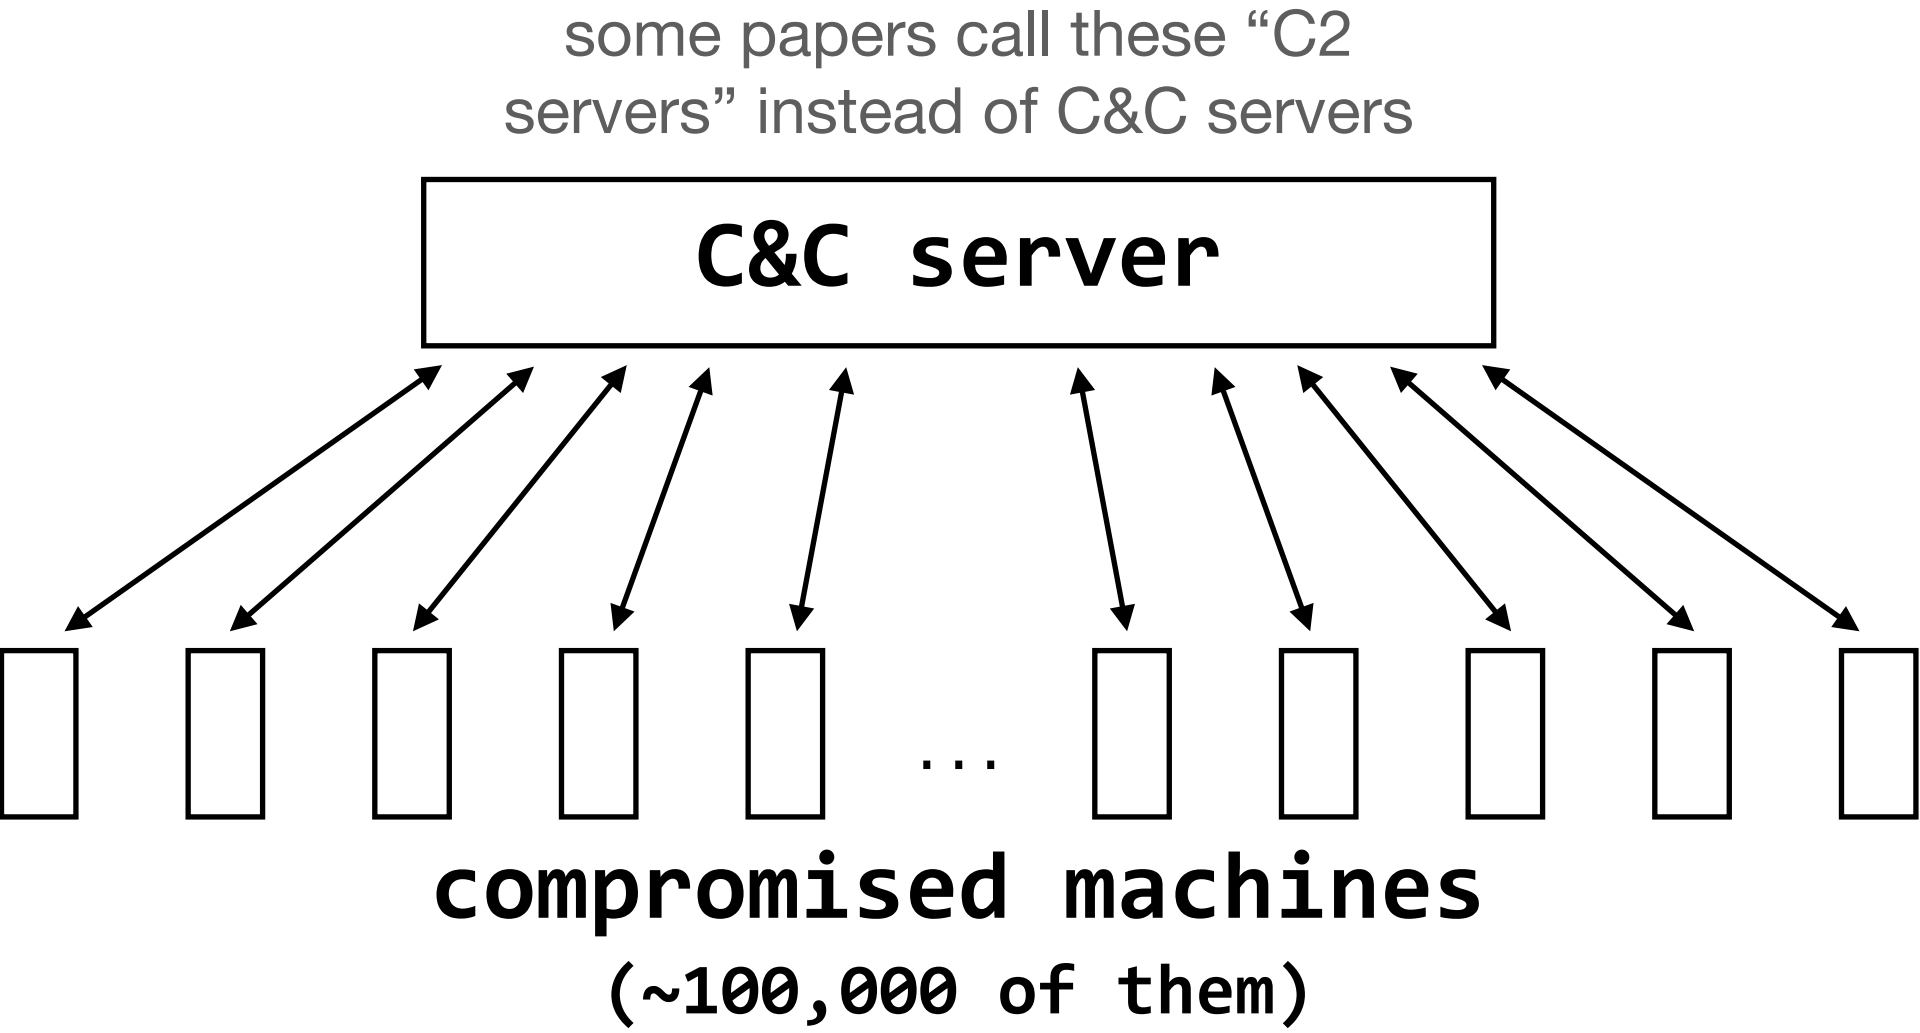 some papers call these “C2
servers” instead of C&C servers
C&C server
...
compromised machines
(~100,000 of them)